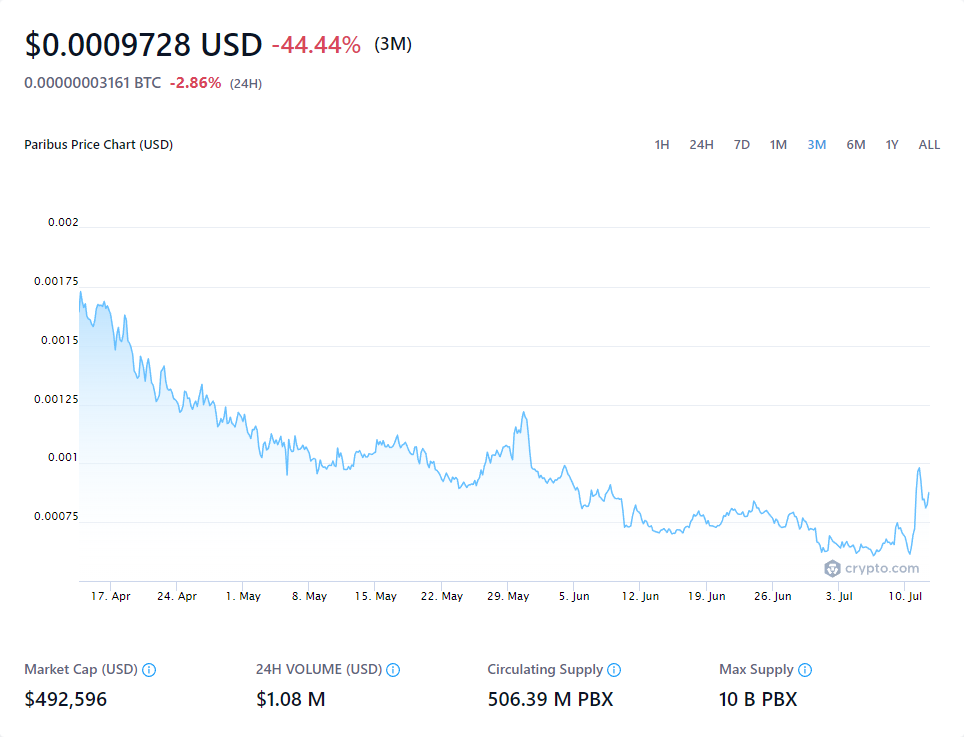 $0.0009728 USD -44.44% (3M)
0.00000003161 BTC -2.86% (24H)
Paribus Price Chart (USD) 1H 24H 7D 1M 3M 6M 1Y ALL
0.002
0.00175
0.0015
0.00125
0.001
0.00075
crypto.com
17. Apr 24. Apr 1. May 8. May 15. May 22. May 29. May 5. Jun 12. Jun 19. Jun 26. Jun 3. Jul 10. Jul
Market Cap (USD) 24H VOLUME (USD) Circulating Supply Max Supply
$492,596 $1.08 M 506.39 M PBX 10 B PBX